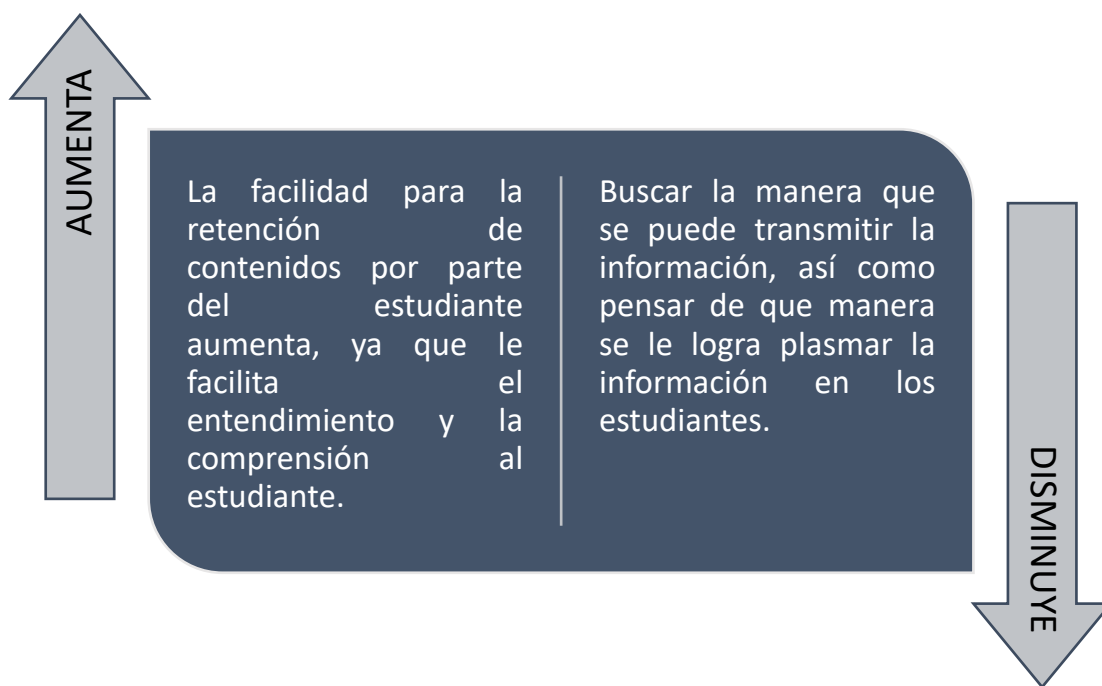 AUMENTA
La facilidad para la
retención de
contenidos por parte
del estudiante
aumenta, ya que le
facilita el
entendimiento y la
comprensión al
estudiante.
Buscar la manera que
se puede transmitir la
información, así como
pensar de que manera
se le logra plasmar la
información en los
estudiantes.
DISMINUYE